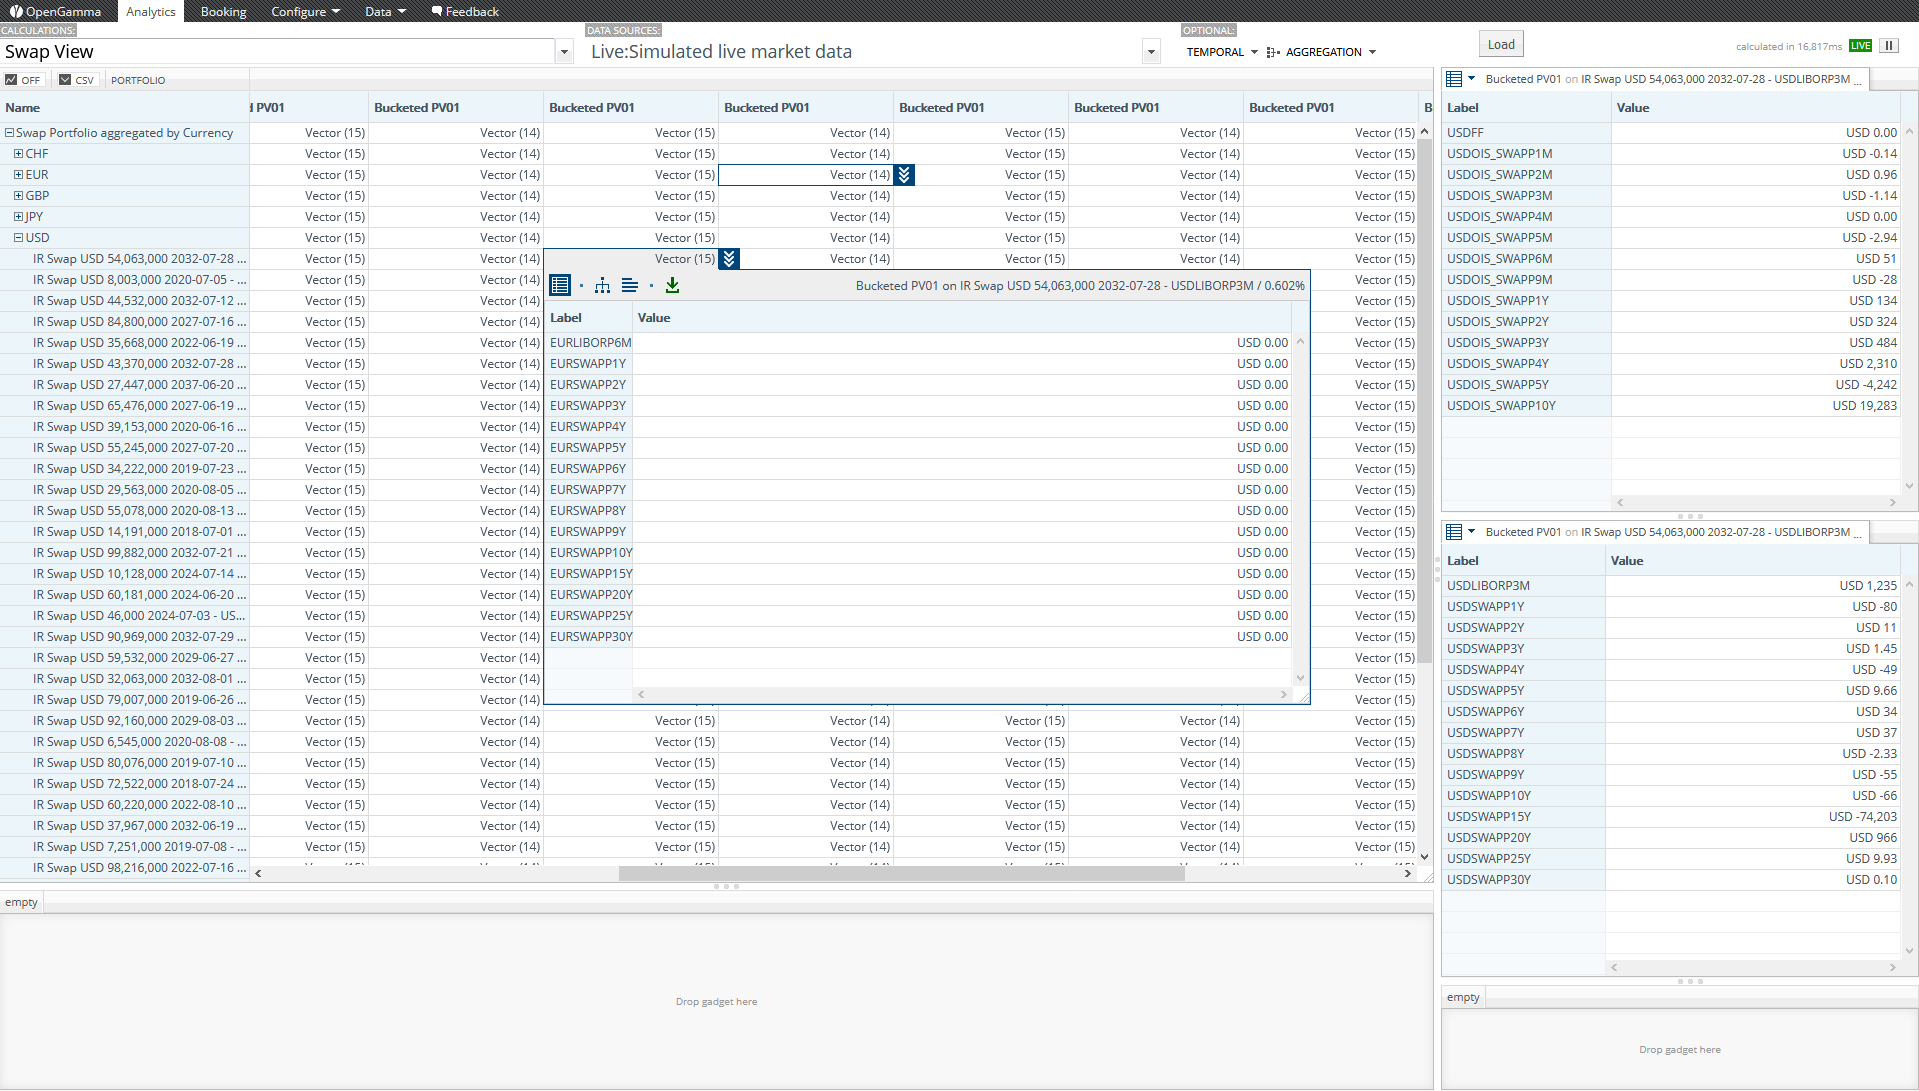 OpenGamma Analytics Booking Configure Data Feedback
CALCULATIONS: DATA SOURCES: OPTIONAL:
Swap View Live:Simulated live market data TEMPORAL AGGREGATION Load calculated in 16,817ms LIVE
OFF CSV PORTFOLIO
Name PV01 Bucketed PV01 Bucketed PV01 Bucketed PV01 Bucketed PV01 Bucketed PV01 Bucketed PV01 B
Swap Portfolio aggregated by Currency Vector (15) Vector (14) Vector (15) Vector (14) Vector (15) Vector (14) Vector (15)
CHF Vector (15) Vector (14) Vector (15) Vector (14) Vector (15) Vector (14) Vector (15)
EUR Vector (15) Vector (14) Vector (15) Vector (14) Vector (15) Vector (14) Vector (15)
GBP Vector (15) Vector (14) Vector (15) Vector (14) Vector (15) Vector (14) Vector (15)
JPY Vector (15) Vector (14) Vector (15) Vector (14) Vector (15) Vector (14) Vector (15)
USD Vector (15) Vector (14) Vector (15) Vector (14) Vector (15) Vector (14) Vector (15)
IR Swap USD 54,063,000 2032-07-28 ... Vector (15) Vector (14) Vector (15) Vector (14) Vector (15) Vector (14) Vector (15)
IR Swap USD 8,003,000 2020-07-05 - ... Vector (15) Vector (14) Vector (15)
IR Swap USD 44,532,000 2032-07-12 ... Vector (15) Vector (14) Vector (15)
IR Swap USD 84,800,000 2027-07-16 ... Vector (15) Vector (14) Vector (15)
IR Swap USD 35,668,000 2022-06-19 ... Vector (15) Vector (14) Vector (15)
IR Swap USD 43,370,000 2032-07-28 ... Vector (15) Vector (14) Vector (15)
IR Swap USD 27,447,000 2037-06-20 ... Vector (15) Vector (14) Vector (15)
IR Swap USD 65,476,000 2027-06-19 ... Vector (15) Vector (14) Vector (15)
IR Swap USD 39,153,000 2020-06-16 ... Vector (15) Vector (14) Vector (15)
IR Swap USD 55,245,000 2027-07-20 ... Vector (15) Vector (14) Vector (15)
IR Swap USD 34,222,000 2019-07-23 ... Vector (15) Vector (14) Vector (15)
IR Swap USD 29,563,000 2020-08-05 ... Vector (15) Vector (14) Vector (15)
IR Swap USD 55,078,000 2020-08-13 ... Vector (15) Vector (14) Vector (15)
IR Swap USD 14,191,000 2018-07-01 ... Vector (15) Vector (14) Vector (15)
IR Swap USD 99,882,000 2032-07-21 ... Vector (15) Vector (14) Vector (15)
IR Swap USD 10,128,000 2024-07-14 ... Vector (15) Vector (14) Vector (15)
IR Swap USD 60,181,000 2024-06-20 ... Vector (15) Vector (14) Vector (15)
IR Swap USD 46,000 2024-07-03 - US... Vector (15) Vector (14) Vector (15)
IR Swap USD 90,969,000 2032-07-29 ... Vector (15) Vector (14) Vector (15)
IR Swap USD 59,532,000 2029-06-27 ... Vector (15) Vector (14) Vector (15)
IR Swap USD 32,063,000 2032-08-01 ... Vector (15) Vector (14) Vector (15)
IR Swap USD 79,007,000 2019-06-26 ... Vector (15) Vector (14) Vector (15)
IR Swap USD 92,160,000 2029-08-03 ... Vector (15) Vector (14) Vector (15) Vector (14) Vector (15) Vector (14) Vector (15)
IR Swap USD 6,545,000 2020-08-08 - ... Vector (15) Vector (14) Vector (15) Vector (14) Vector (15) Vector (14) Vector (15)
IR Swap USD 80,076,000 2019-07-10 ... Vector (15) Vector (14) Vector (15) Vector (14) Vector (15) Vector (14) Vector (15)
IR Swap USD 72,522,000 2018-07-24 ... Vector (15) Vector (14) Vector (15) Vector (14) Vector (15) Vector (14) Vector (15)
IR Swap USD 60,220,000 2022-08-10 ... Vector (15) Vector (14) Vector (15) Vector (14) Vector (15) Vector (14) Vector (15)
IR Swap USD 37,967,000 2032-06-19 ... Vector (15) Vector (14) Vector (15) Vector (14) Vector (15) Vector (14) Vector (15)
IR Swap USD 7,251,000 2019-07-08 - ... Vector (15) Vector (14) Vector (15) Vector (14) Vector (15) Vector (14) Vector (15)
IR Swap USD 98,216,000 2022-07-16 ...
Bucketed PV01 on IR Swap USD 54,063,000 2032-07-28 - USDLIBORP3M / 0.602%
Label Value
EURLIBORP6M USD 0.00
EURSWAPP1Y USD 0.00
EURSWAPP2Y USD 0.00
EURSWAPP3Y USD 0.00
EURSWAPP4Y USD 0.00
EURSWAPP5Y USD 0.00
EURSWAPP6Y USD 0.00
EURSWAPP7Y USD 0.00
EURSWAPP8Y USD 0.00
EURSWAPP9Y USD 0.00
EURSWAPP10Y USD 0.00
EURSWAPP15Y USD 0.00
EURSWAPP20Y USD 0.00
EURSWAPP25Y USD 0.00
EURSWAPP30Y USD 0.00
empty
Drop gadget here
Bucketed PV01 on IR Swap USD 54,063,000 2032-07-28 - USDLIBORP3M ...
Label Value
USDFF USD 0.00
USDOIS_SWAPP1M USD -0.14
USDOIS_SWAPP2M USD 0.96
USDOIS_SWAPP3M USD -1.14
USDOIS_SWAPP4M USD 0.00
USDOIS_SWAPP5M USD -2.94
USDOIS_SWAPP6M USD 51
USDOIS_SWAPP9M USD -28
USDOIS_SWAPP1Y USD 134
USDOIS_SWAPP2Y USD 324
USDOIS_SWAPP3Y USD 484
USDOIS_SWAPP4Y USD 2,310
USDOIS_SWAPP5Y USD -4,242
USDOIS_SWAPP10Y USD 19,283
Bucketed PV01 on IR Swap USD 54,063,000 2032-07-28 - USDLIBORP3M ...
Label Value
USDLIBORP3M USD 1,235
USDSWAPP1Y USD -80
USDSWAPP2Y USD 11
USDSWAPP3Y USD 1.45
USDSWAPP4Y USD -49
USDSWAPP5Y USD 9.66
USDSWAPP6Y USD 34
USDSWAPP7Y USD 37
USDSWAPP8Y USD -2.33
USDSWAPP9Y USD -55
USDSWAPP10Y USD -66
USDSWAPP15Y USD -74,203
USDSWAPP20Y USD 966
USDSWAPP25Y USD 9.93
USDSWAPP30Y USD 0.10
empty
Drop gadget here